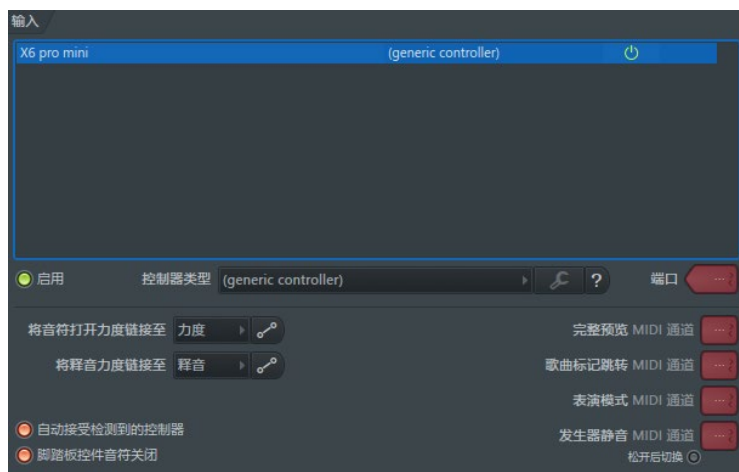 输入
X6 pro mini (generic controller)
启用 控制器类型 (generic controller) ? 端口 ...
将音符打开力度链接至 力度 完整预览 MIDI 通道 ...
将释音力度链接至 释音 歌曲标记跳转 MIDI 通道 ...
表演模式 MIDI 通道 ...
自动接受检测到的控制器 发生器静音 MIDI 通道 ...
脚踏板控件音符关闭 松开后切换